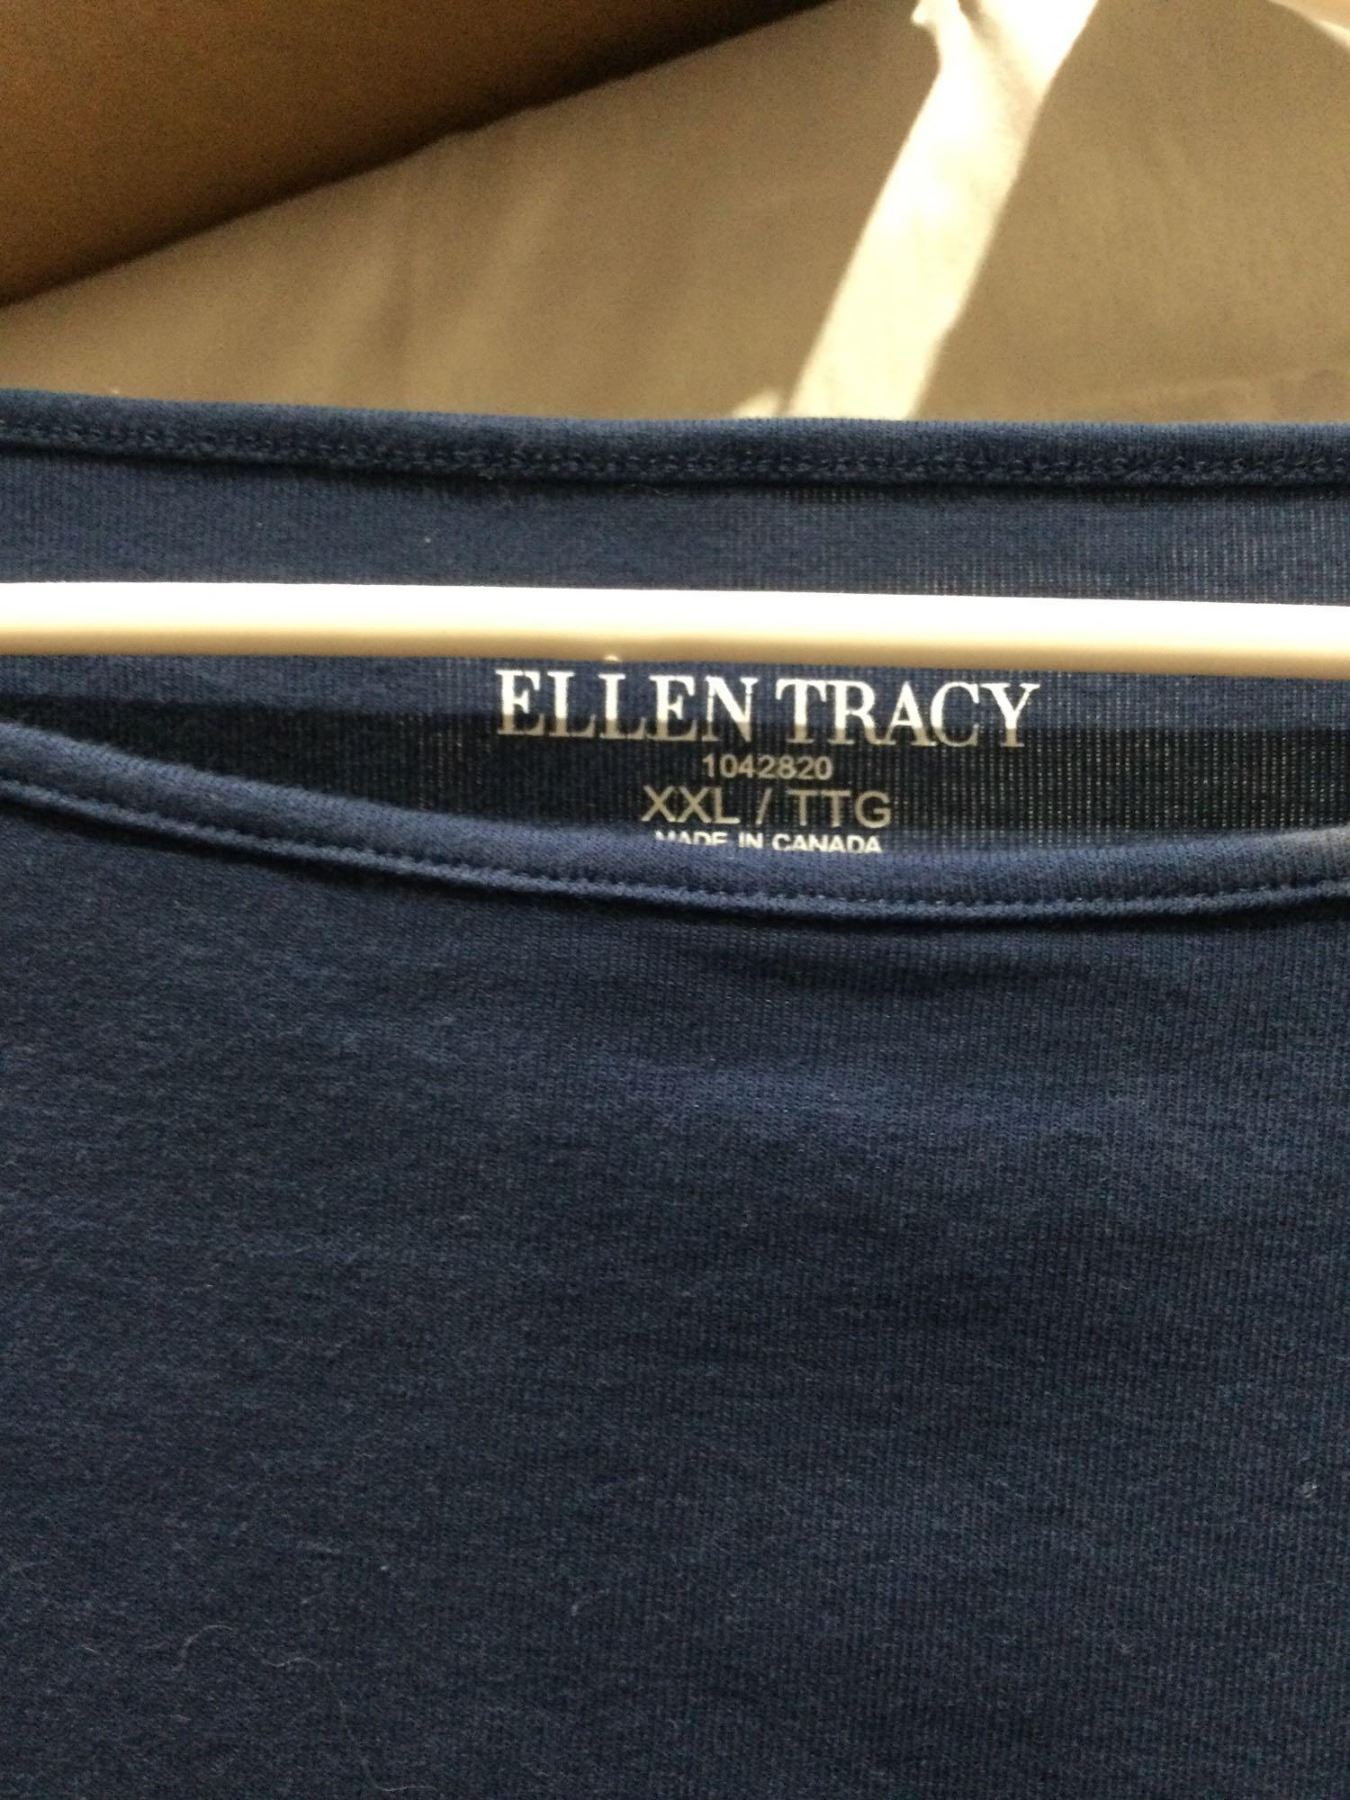 ELLEN TRACY
1042820
XXL / TTG
MADE IN CANADA